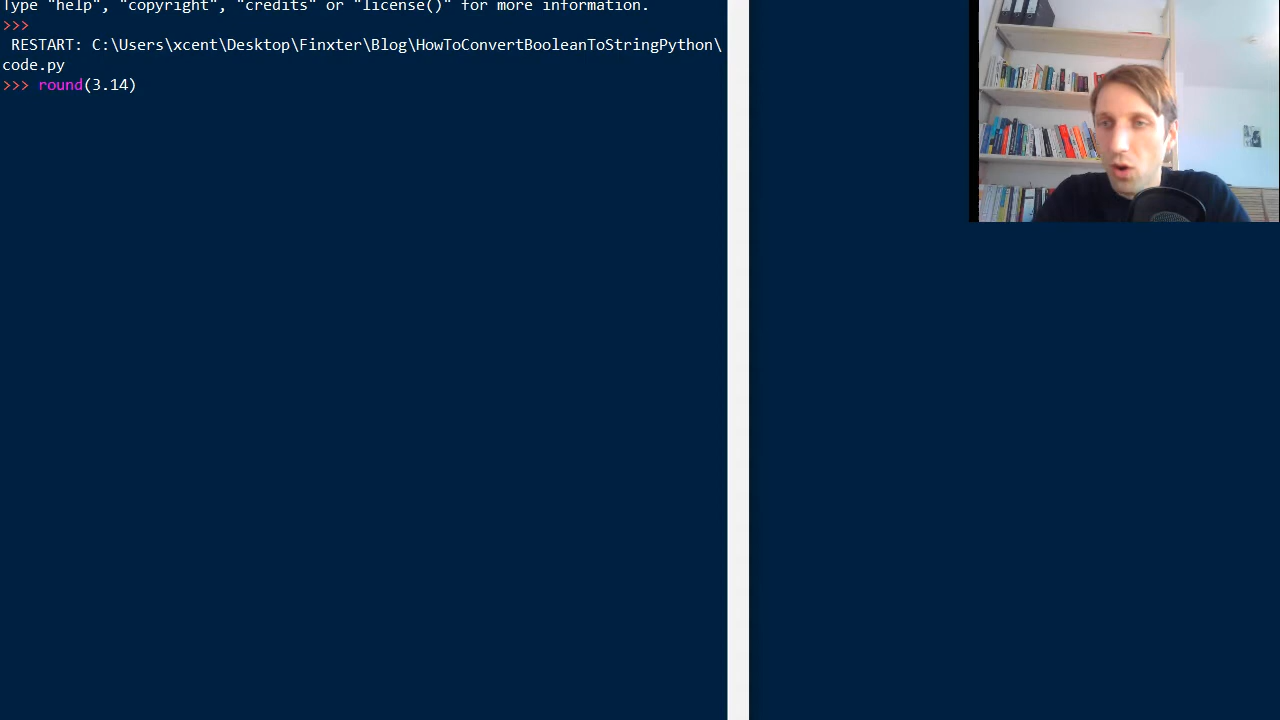 Type "help", "copyright", "credits" or "license()" for more information.
>>>
RESTART: C:\Users\xcent\Desktop\Finxter\Blog\HowToConvertBooleanToStringPython\
code.py
>>> round(3.14)